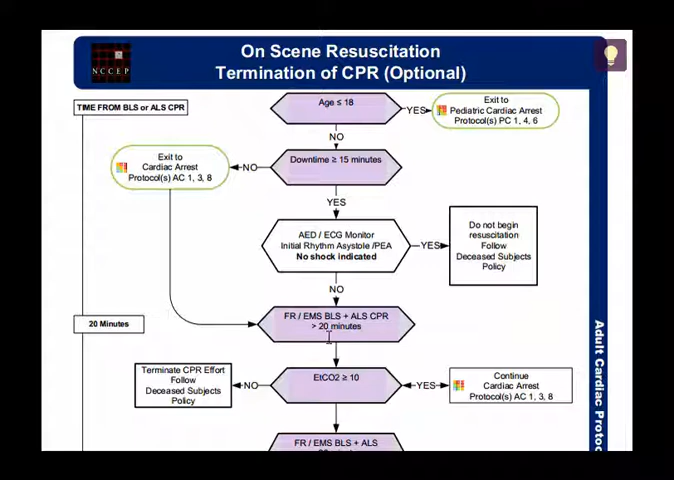 On Scene Resuscitation
Termination of CPR (Optional)
NCCEP
TIME FROM BLS or ALS CPR
Age ≤ 18
YES
Exit to
Pediatric Cardiac Arrest
Protocol(s) PC 1, 4, 6
NO
Exit to
Cardiac Arrest
Protocol(s) AC 1, 3, 8
NO
Downtime ≥ 15 minutes
YES
AED / ECG Monitor
Initial Rhythm Asystole /PEA
No shock indicated
YES
Do not begin
resuscitation
Follow
Deceased Subjects
Policy
NO
20 Minutes
FR / EMS BLS + ALS CPR
> 20 minutes
Terminate CPR Effort
Follow
Deceased Subjects
Policy
NO
EtCO2 ≥ 10
YES
Continue
Cardiac Arrest
Protocol(s) AC 1, 3, 8
FR / EMS BLS + ALS
Adult Cardiac Protoc